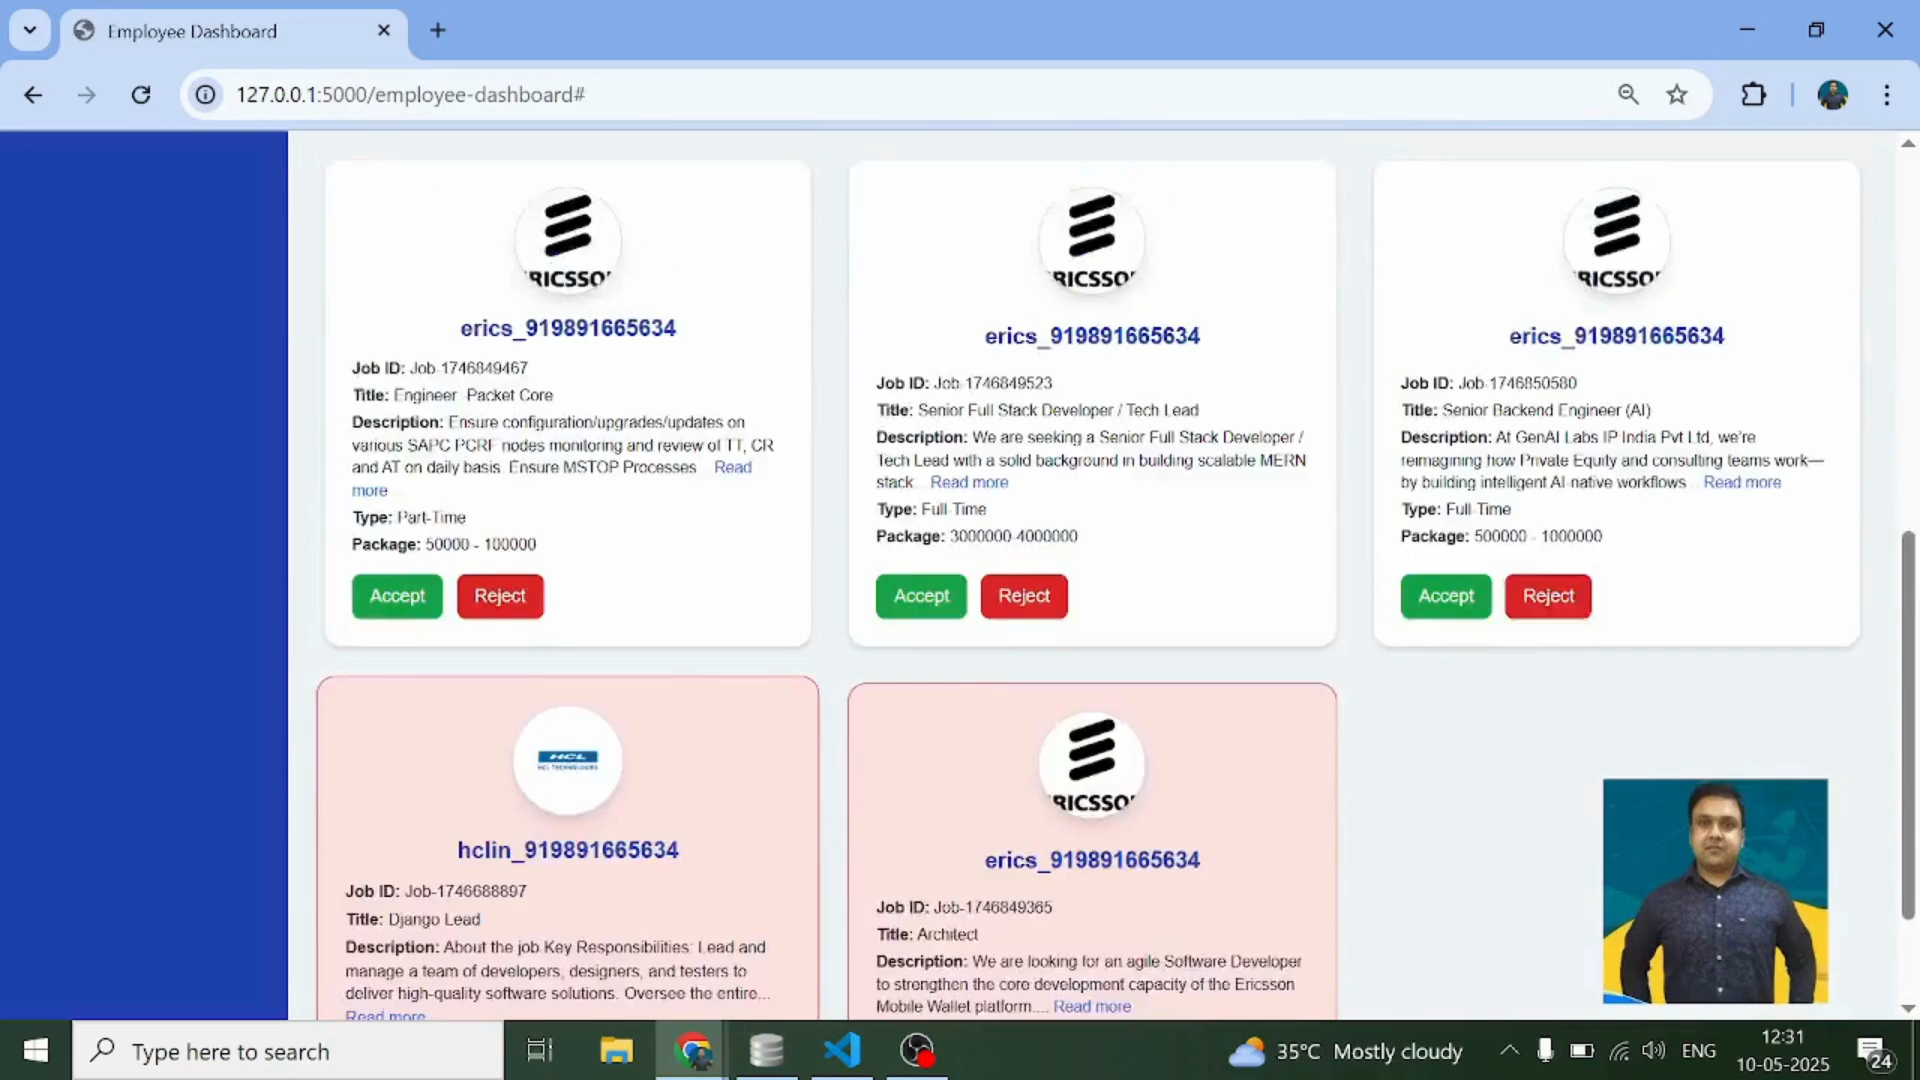 Employee Dashboard
127.0.0.1:5000/employee-dashboard#
ERICSSON
erics_919891665634
Job ID: Job-1746849467
Title: Engineer -Packet Core
Description: Ensure configuration/upgrades/updates on
various SAPC PCRF nodes monitoring and review of TT, CR
and AT on daily basis Ensure MSTOP Processes... Read
more
Type: Part-Time
Package: 50000 - 100000
Accept Reject
ERICSSON
erics_919891665634
Job ID: Job-1746849523
Title: Senior Full Stack Developer / Tech Lead
Description: We are seeking a Senior Full Stack Developer /
Tech Lead with a solid background in building scalable MERN
stack... Read more
Type: Full-Time
Package: 3000000-4000000
Accept Reject
ERICSSON
erics_919891665634
Job ID: Job-1746850580
Title: Senior Backend Engineer (AI)
Description: At GenAI Labs IP India Pvt Ltd, we're
reimagining how Private Equity and consulting teams work—
by building intelligent AI-native workflows... Read more
Type: Full-Time
Package: 500000 - 1000000
Accept Reject
HCL
HCL TECHNOLOGIES
hclin_919891665634
Job ID: Job-1746688897
Title: Django Lead
Description: About the job Key Responsibilities: Lead and
manage a team of developers, designers, and testers to
deliver high-quality software solutions. Oversee the entire...
Read more
ERICSSON
erics_919891665634
Job ID: Job-1746849365
Title: Architect
Description: We are looking for an agile Software Developer
to strengthen the core development capacity of the Ericsson
Mobile Wallet platform.... Read more
Type here to search
35°C Mostly cloudy
ENG
12:31
10-05-2025
24